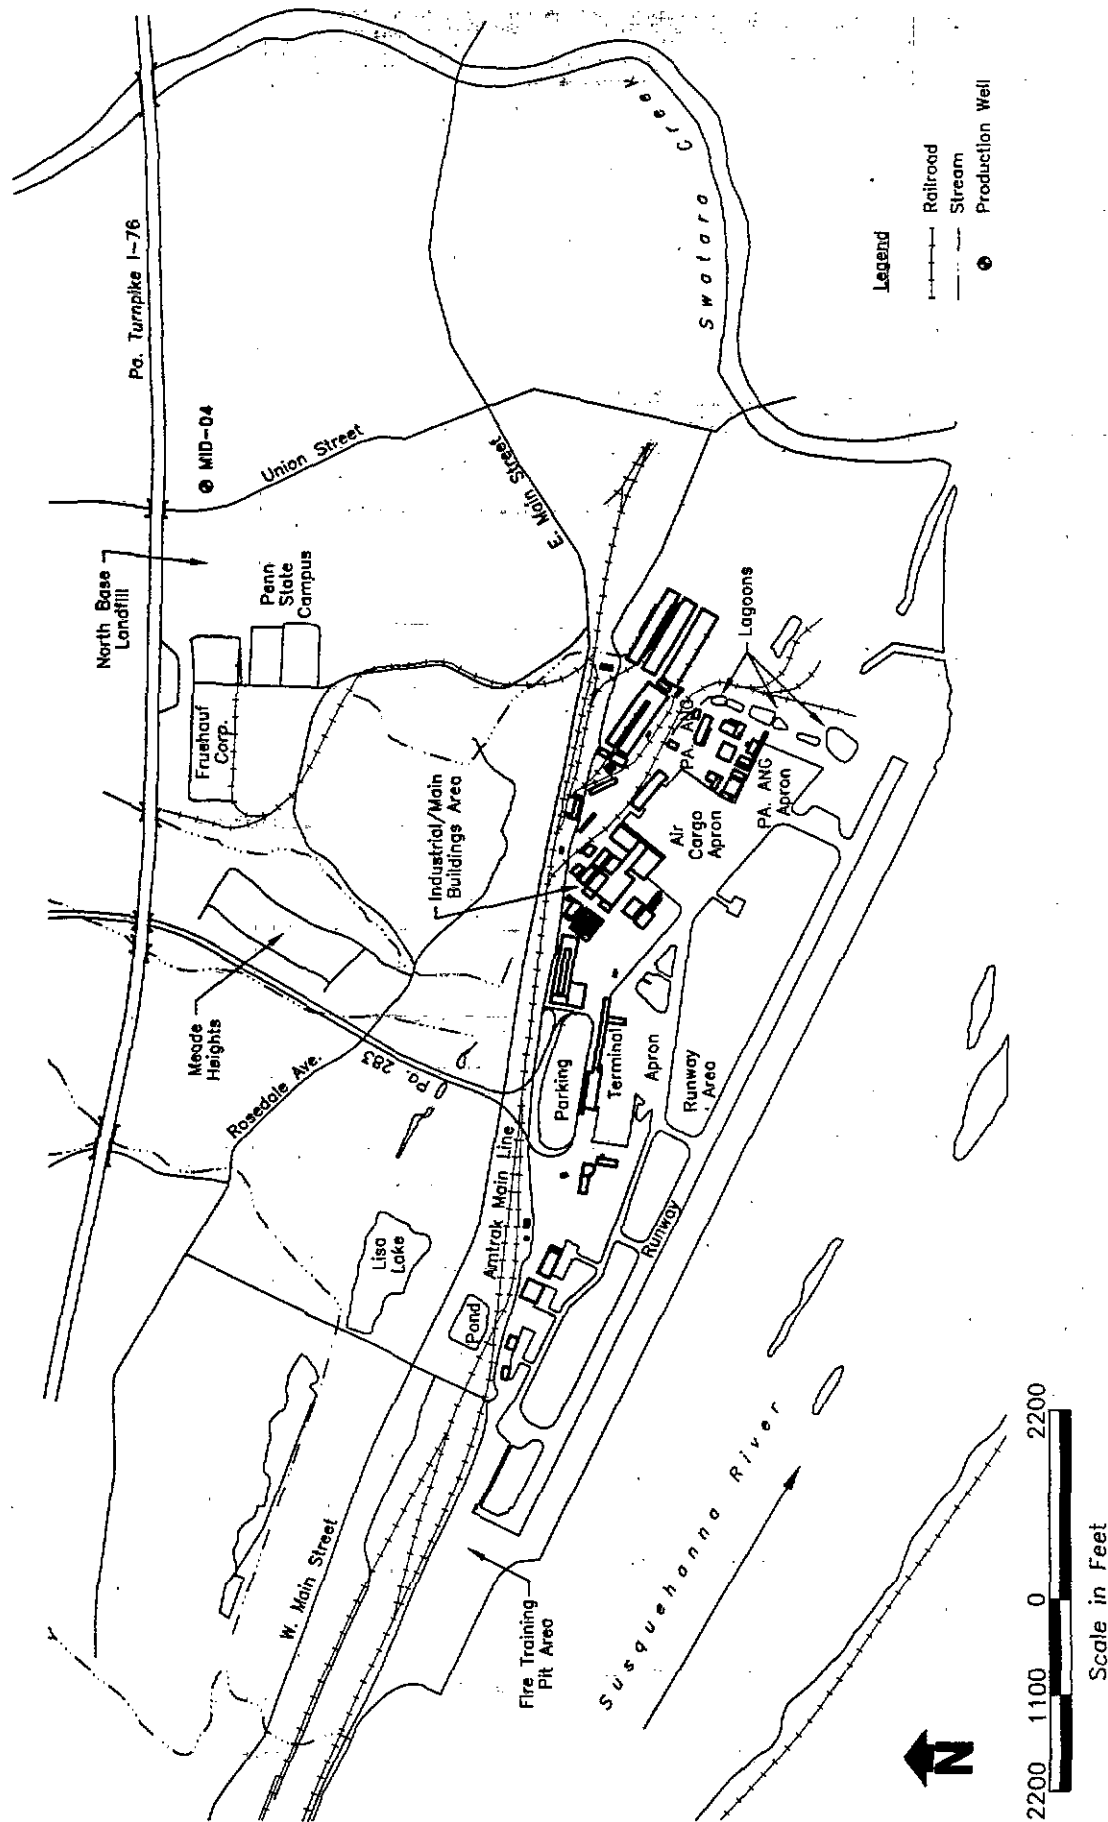 Pa. Turnpike I-76
MID-04
Union Street
North Base
Landfill
Penn
State
Campus
Fruehauf
Corp.
E. Main Street
Swatara Creek
Meade
Heights
Industrial/Main
Buildings Area
Rosedale Ave.
Pa. 283
Lisa
Lake
Pond
Amtrak Main Line
W. Main Street
Parking
Terminal
Apron
Runway
Area
Runway
Air
Cargo
Apron
PA. ANG
PA. ANG
Apron
Lagoons
Fire Training
Pit Area
Susquehanna River
Legend
Railroad
Stream
Production Well
N
2200 1100 0 2200
Scale in Feet